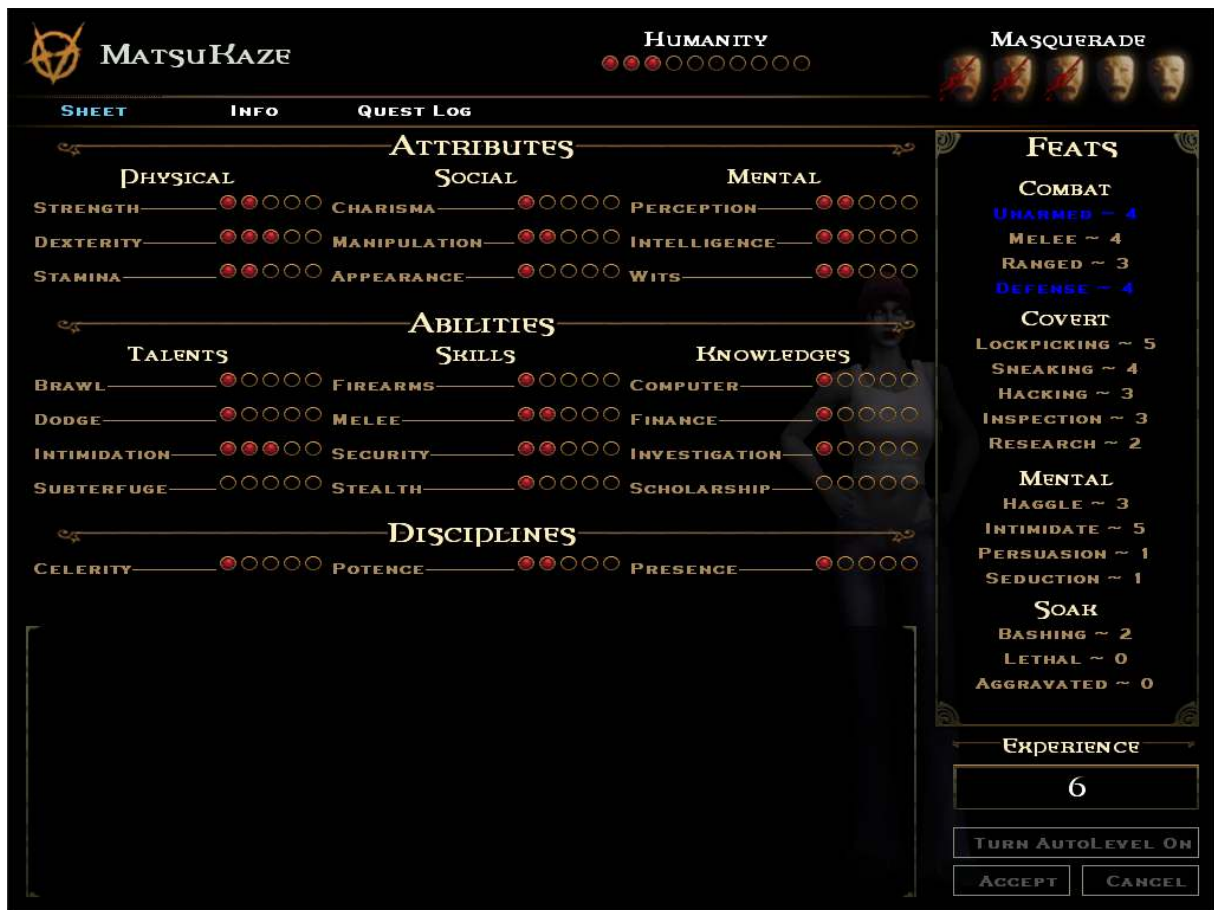 MatsuKaze
Humanity
Masquerade
Sheet Info Quest Log
Attributes
Physical Social Mental
Strength Charisma Perception
Dexterity Manipulation Intelligence
Stamina Appearance Wits
Abilities
Talents Skills Knowledges
Brawl Firearms Computer
Dodge Melee Finance
Intimidation Security Investigation
Subterfuge Stealth Scholarship
Disciplines
Celerity Potence Presence
Feats
Combat
Unarmed ~ 4
Melee ~ 4
Ranged ~ 3
Defense ~ 4
Covert
Lockpicking ~ 5
Sneaking ~ 4
Hacking ~ 3
Inspection ~ 3
Research ~ 2
Mental
Haggle ~ 3
Intimidate ~ 5
Persuasion ~ 1
Seduction ~ 1
Soak
Bashing ~ 2
Lethal ~ 0
Aggravated ~ 0
Experience
6
Turn AutoLevel On
Accept Cancel